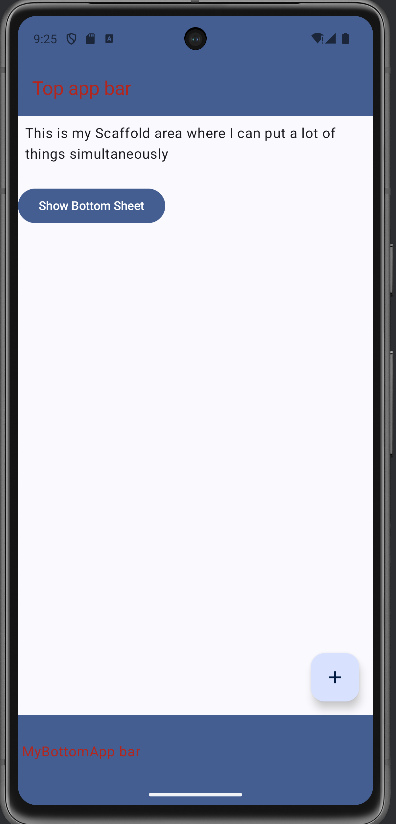 9:25
Top app bar
This is my Scaffold area where I can put a lot of
things simultaneously
Show Bottom Sheet
+
MyBottomApp bar